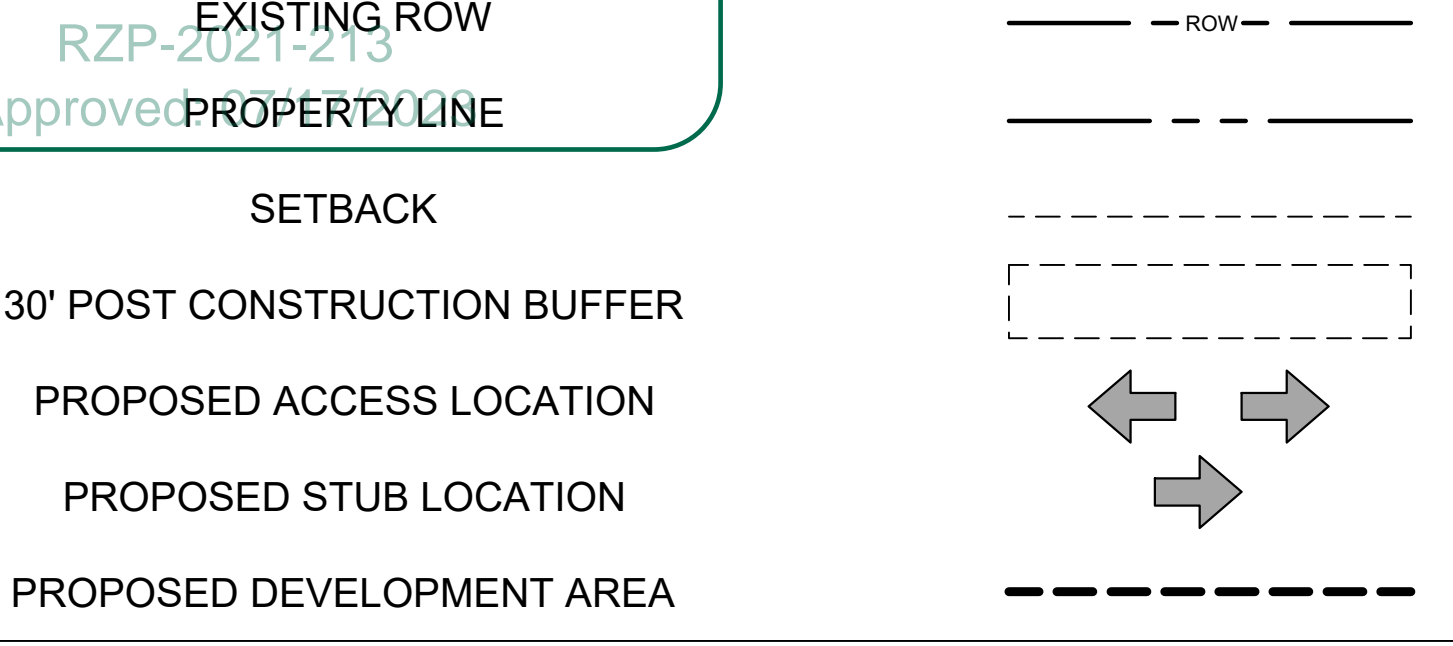 EXISTING ROW
ROW
RZP-2021-213
PROPERTY LINE
pproved: 07/17/2023
SETBACK
30' POST CONSTRUCTION BUFFER
PROPOSED ACCESS LOCATION
PROPOSED STUB LOCATION
PROPOSED DEVELOPMENT AREA